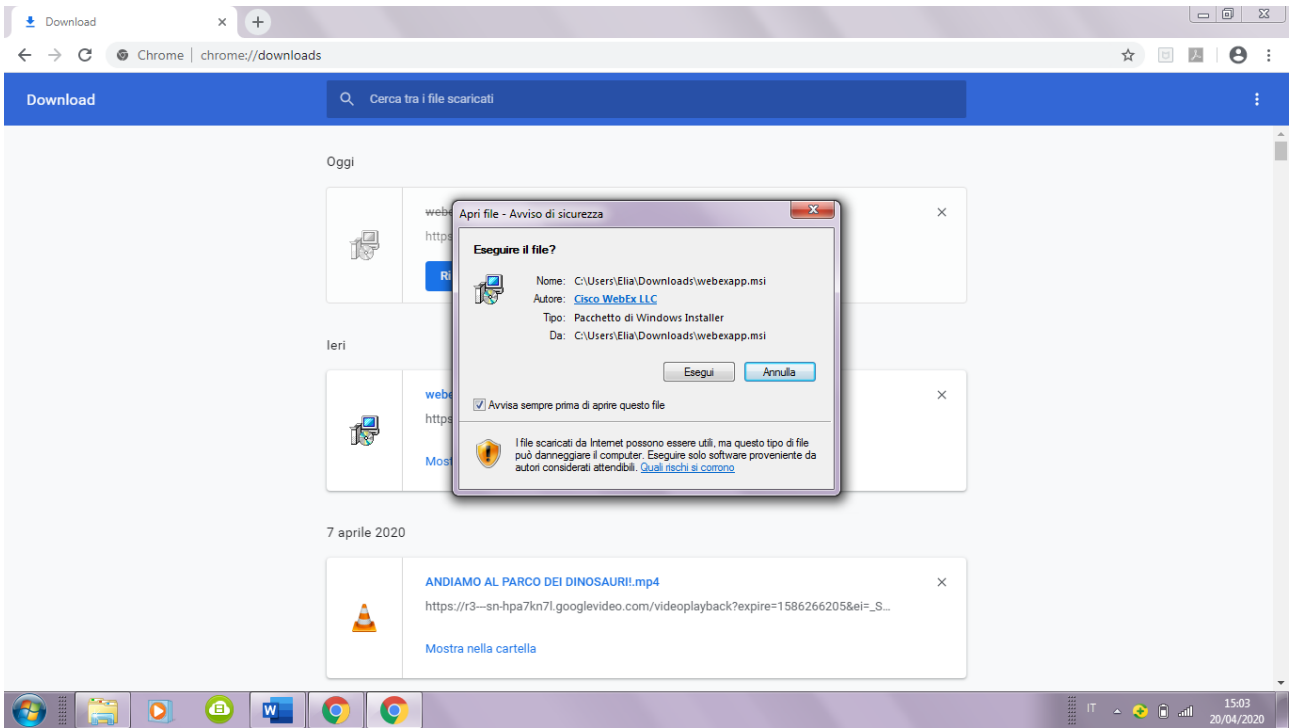 Download
Chrome | chrome://downloads
Download
Cerca tra i file scaricati
Oggi
webe
https
Ri
Apri file - Avviso di sicurezza
Eseguire il file?
Nome: C:\Users\Elia\Downloads\webexapp.msi
Autore: Cisco WebEx LLC
Tipo: Pacchetto di Windows Installer
Da: C:\Users\Elia\Downloads\webexapp.msi
Esegui Annulla
Avvisa sempre prima di aprire questo file
I file scaricati da Internet possono essere utili, ma questo tipo di file
può danneggiare il computer. Eseguire solo software proveniente da
autori considerati attendibili. Quali rischi si corrono
Ieri
webe
https
Most
7 aprile 2020
ANDIAMO AL PARCO DEI DINOSAURI!.mp4
https://r3---sn-hpa7kn7l.googlevideo.com/videoplayback?expire=1586266205&ei=_S...
Mostra nella cartella
IT
15:03
20/04/2020